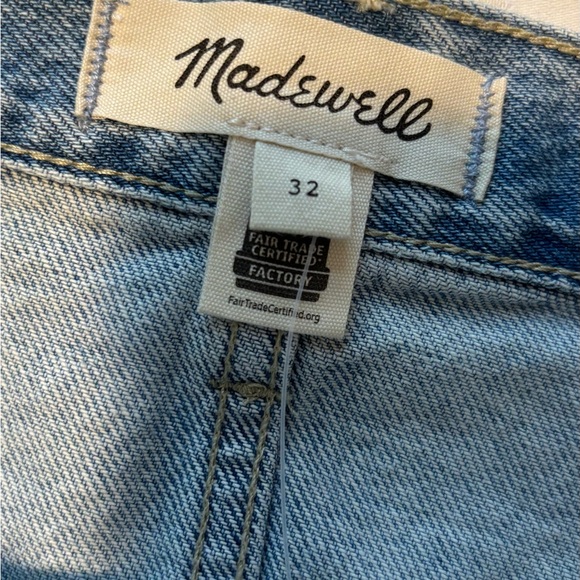 Madewell
32
FAIR TRADE
CERTIFIED
FACTORY
FairTradeCertified.org